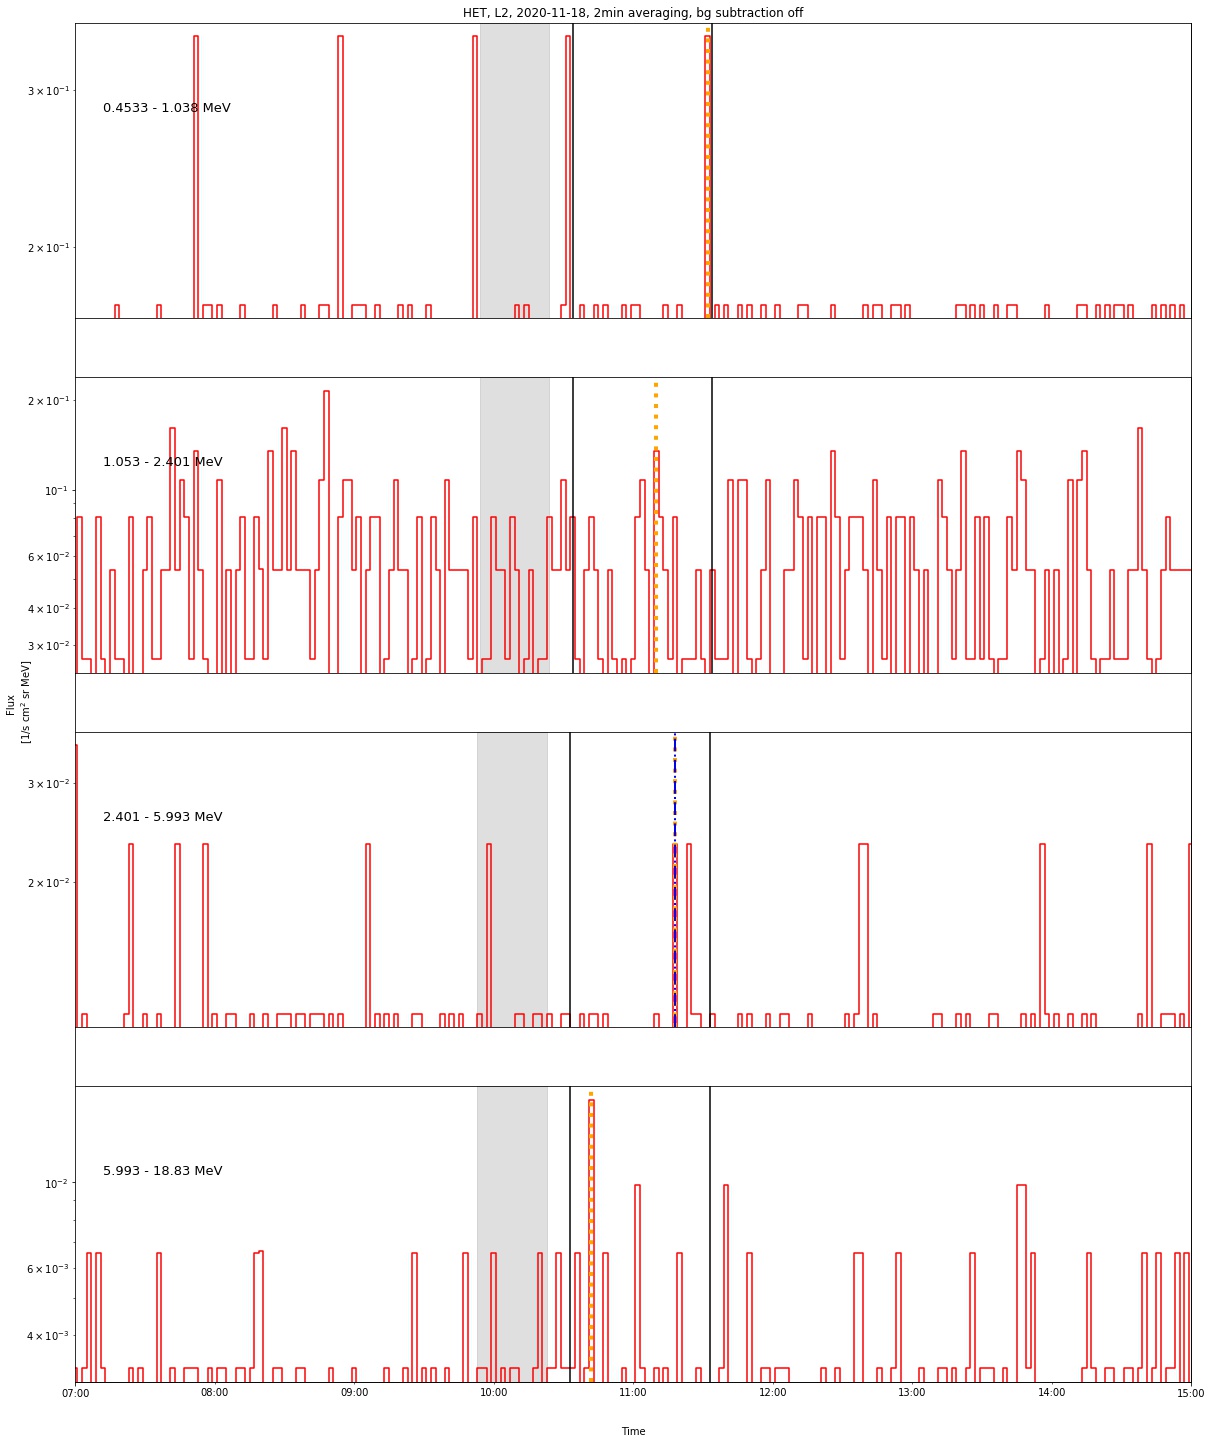 HET, L2, 2020-11-18, 2min averaging, bg subtraction off
3 × 10⁻¹
0.4533 - 1.038 MeV
2 × 10⁻¹
2 × 10⁻¹
1.053 - 2.401 MeV
10⁻¹
6 × 10⁻²
4 × 10⁻²
3 × 10⁻²
Flux
[1/s cm² sr MeV]
3 × 10⁻²
2.401 - 5.993 MeV
2 × 10⁻²
5.993 - 18.83 MeV
10⁻²
6 × 10⁻³
4 × 10⁻³
07:00 08:00 09:00 10:00 11:00 12:00 13:00 14:00 15:00
Time